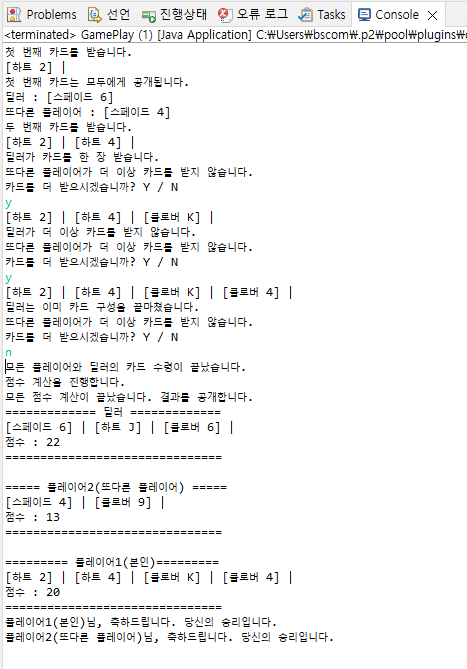 Problems 선언 진행상태 오류 로그 Tasks Console
<terminated> GamePlay (1) [Java Application] C:₩Users₩bscom₩.p2₩pool₩plugins₩
첫 번째 카드를 받습니다.
[하트 2] |
첫 번째 카드는 모두에게 공개됩니다.
딜러 : [스페이드 6]
또다른 플레이어 : [스페이드 4]
두 번째 카드를 받습니다.
[하트 2] | [하트 4] |
딜러가 카드를 한 장 받습니다.
또다른 플레이어가 더 이상 카드를 받지 않습니다.
카드를 더 받으시겠습니까? Y / N
y
[하트 2] | [하트 4] | [클로버 K] |
딜러가 더 이상 카드를 받지 않습니다.
또다른 플레이어가 더 이상 카드를 받지 않습니다.
카드를 더 받으시겠습니까? Y / N
y
[하트 2] | [하트 4] | [클로버 K] | [클로버 4] |
딜러는 이미 카드 구성을 끝마쳤습니다.
또다른 플레이어가 더 이상 카드를 받지 않습니다.
카드를 더 받으시겠습니까? Y / N
n
모든 플레이어와 딜러의 카드 수령이 끝났습니다.
점수 계산을 진행합니다.
모든 점수 계산이 끝났습니다. 결과를 공개합니다.
============= 딜러 =============
[스페이드 6] | [하트 J] | [클로버 6] |
점수 : 22
===============================
===== 플레이어2(또다른 플레이어) =====
[스페이드 4] | [클로버 9] |
점수 : 13
===============================
========= 플레이어1(본인)=========
[하트 2] | [하트 4] | [클로버 K] | [클로버 4] |
점수 : 20
===============================
플레이어1(본인)님, 축하드립니다. 당신의 승리입니다.
플레이어2(또다른 플레이어)님, 축하드립니다. 당신의 승리입니다.